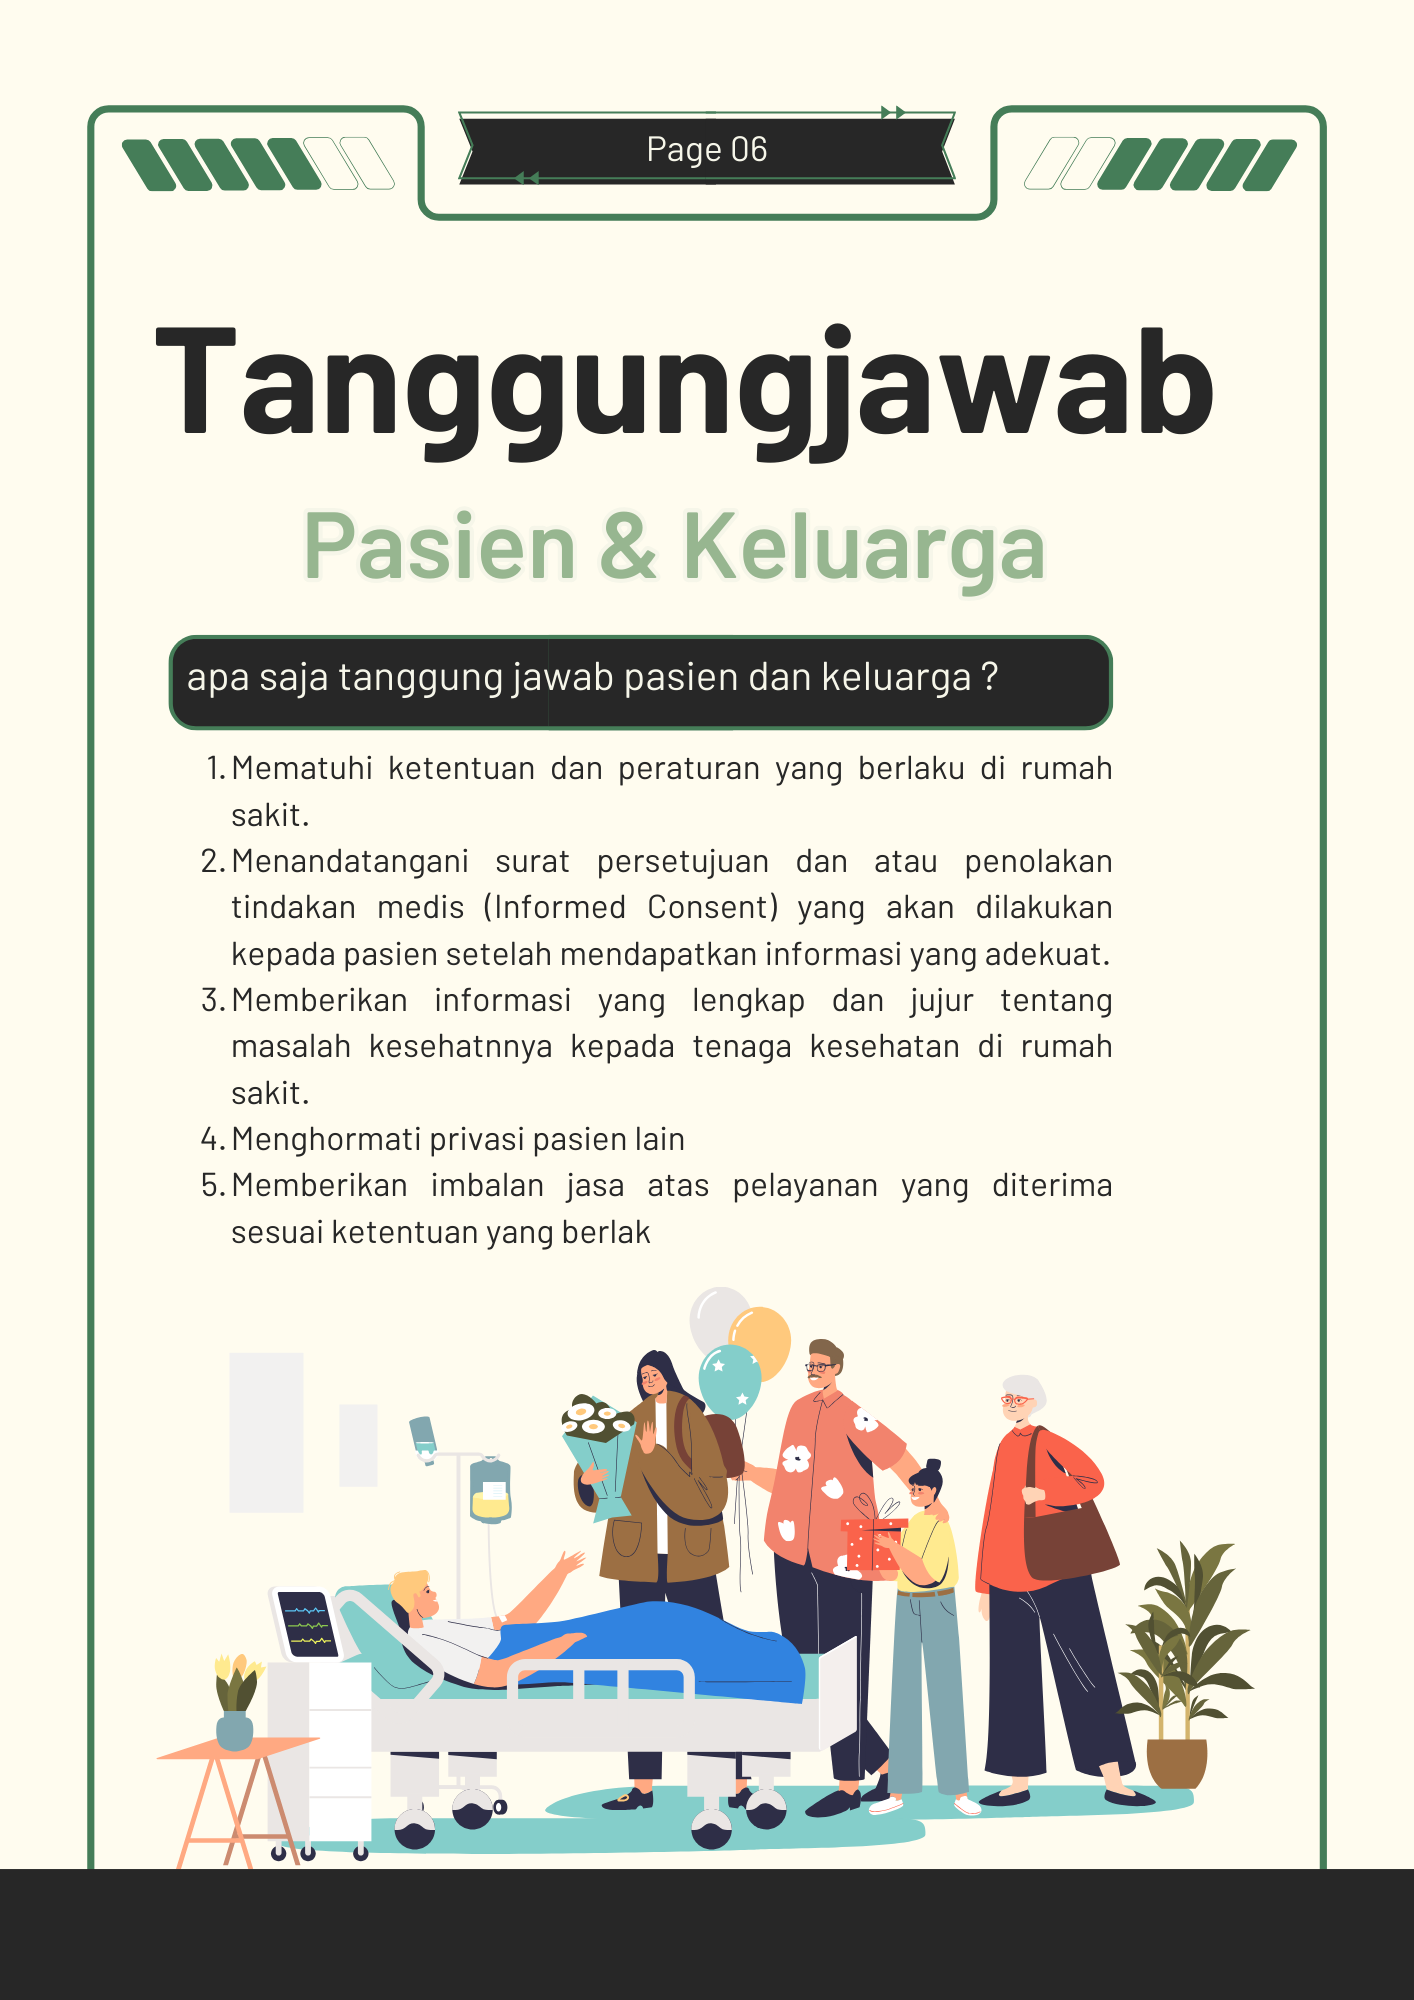 Page 06
Tanggungjawab
Pasien & Keluarga
apa saja tanggung jawab pasien dan keluarga ?
1. Mematuhi ketentuan dan peraturan yang berlaku di rumah
sakit.
2. Menandatangani surat persetujuan dan atau penolakan
tindakan medis (Informed Consent) yang akan dilakukan
kepada pasien setelah mendapatkan informasi yang adekuat.
3. Memberikan informasi yang lengkap dan jujur tentang
masalah kesehatnnya kepada tenaga kesehatan di rumah
sakit.
4. Menghormati privasi pasien lain
5. Memberikan imbalan jasa atas pelayanan yang diterima
sesuai ketentuan yang berlak